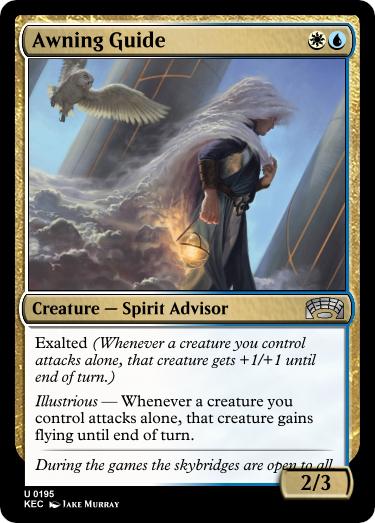 Awning Guide
Creature — Spirit Advisor
Exalted (Whenever a creature you control
attacks alone, that creature gets +1/+1 until
end of turn.)
Illustrious — Whenever a creature you
control attacks alone, that creature gains
flying until end of turn.
During the games the skybridges are open to all.
2/3
U 0195
KEC Jake Murray